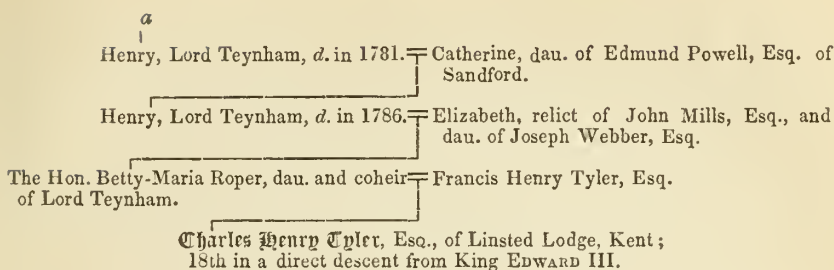 a
Henry, Lord Teynham, d. in 1781.=Catherine, dau. of Edmund Powell, Esq. of
Sandford.
Henry, Lord Teynham, d. in 1786.=Elizabeth, relict of John Mills, Esq., and
dau. of Joseph Webber, Esq.
The Hon. Betty-Maria Roper, dau. and coheir=Francis Henry Tyler, Esq.
of Lord Teynham.
Charles Henry Tyler, Esq., of Linsted Lodge, Kent;
18th in a direct descent from King EDWARD III.